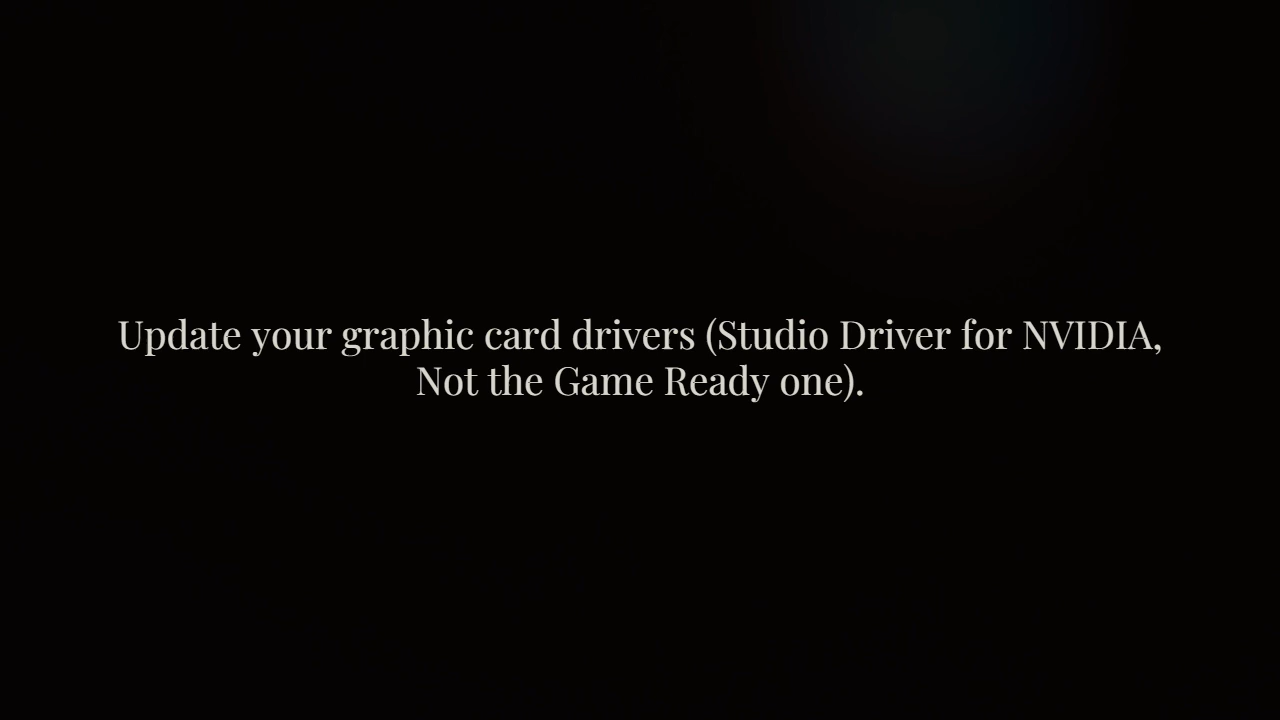 Update your graphic card drivers (Studio Driver for NVIDIA,
Not the Game Ready one).